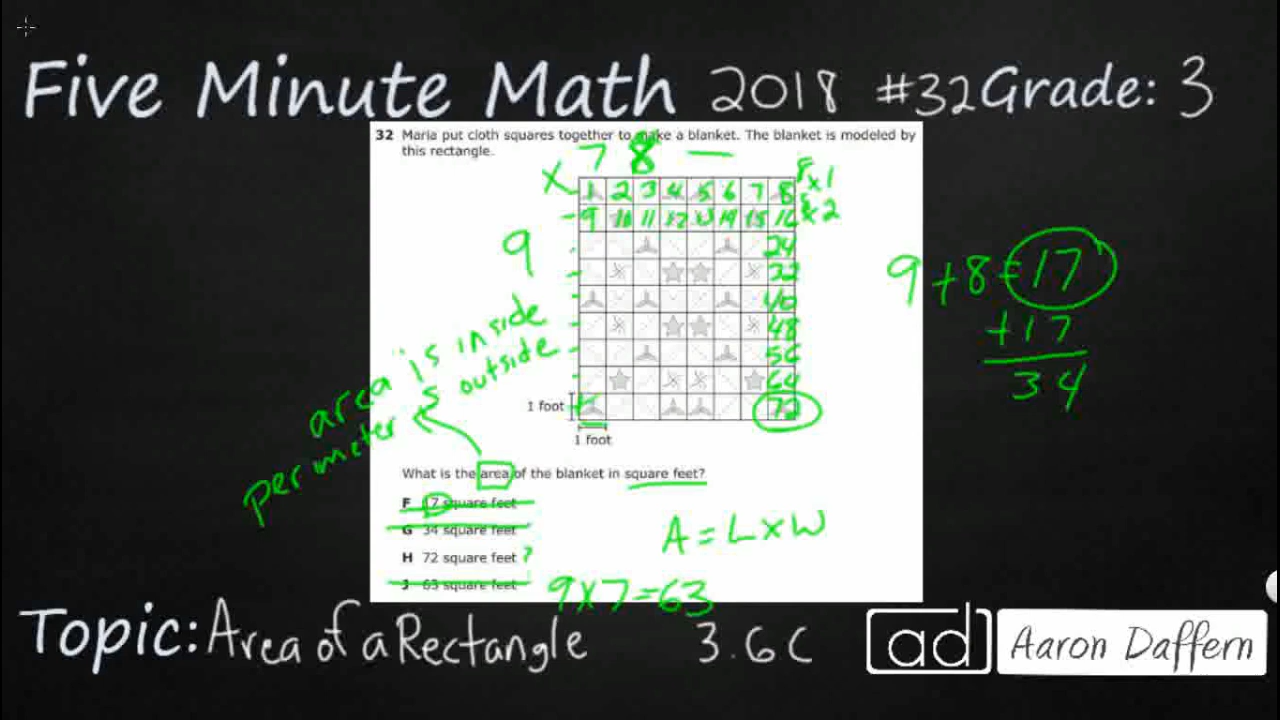 Five Minute Math 2018 #32 Grade: 3
32 Maria put cloth squares together to make a blanket. The blanket is modeled by
this rectangle.
7 8 —
X 1 2 3 4 5 6 7 8 x1
9 10 11 12 13 14 15 16 x2
9
24
32
40
48
56
64
72
1 foot
1 foot
area is inside
perimeter is outside
9+8=17
+17
34
What is the area of the blanket in square feet?
F 17 square feet
G 34 square feet
H 72 square feet ?
J 63 square feet
A = L x W
9x7=63
Topic: Area of a Rectangle 3.6C
ad Aaron Daffern